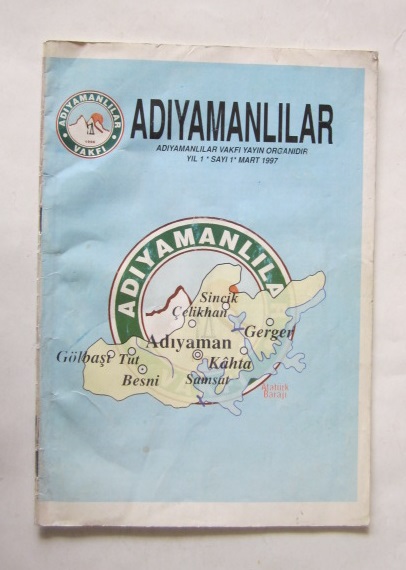 ADIYAMANLILAR
VAKFI
ADIYAMANLILAR
ADIYAMANLILAR VAKFI YAYIN ORGANIDIR
YIL 1 * SAYI 1* MART 1997
ADIYAMANLILA
Sincik
Çelikhan
Gerger
Adıyaman
Gölbaşı
Tut
Kâhta
Besni
Samsat
Atatürk
Barajı